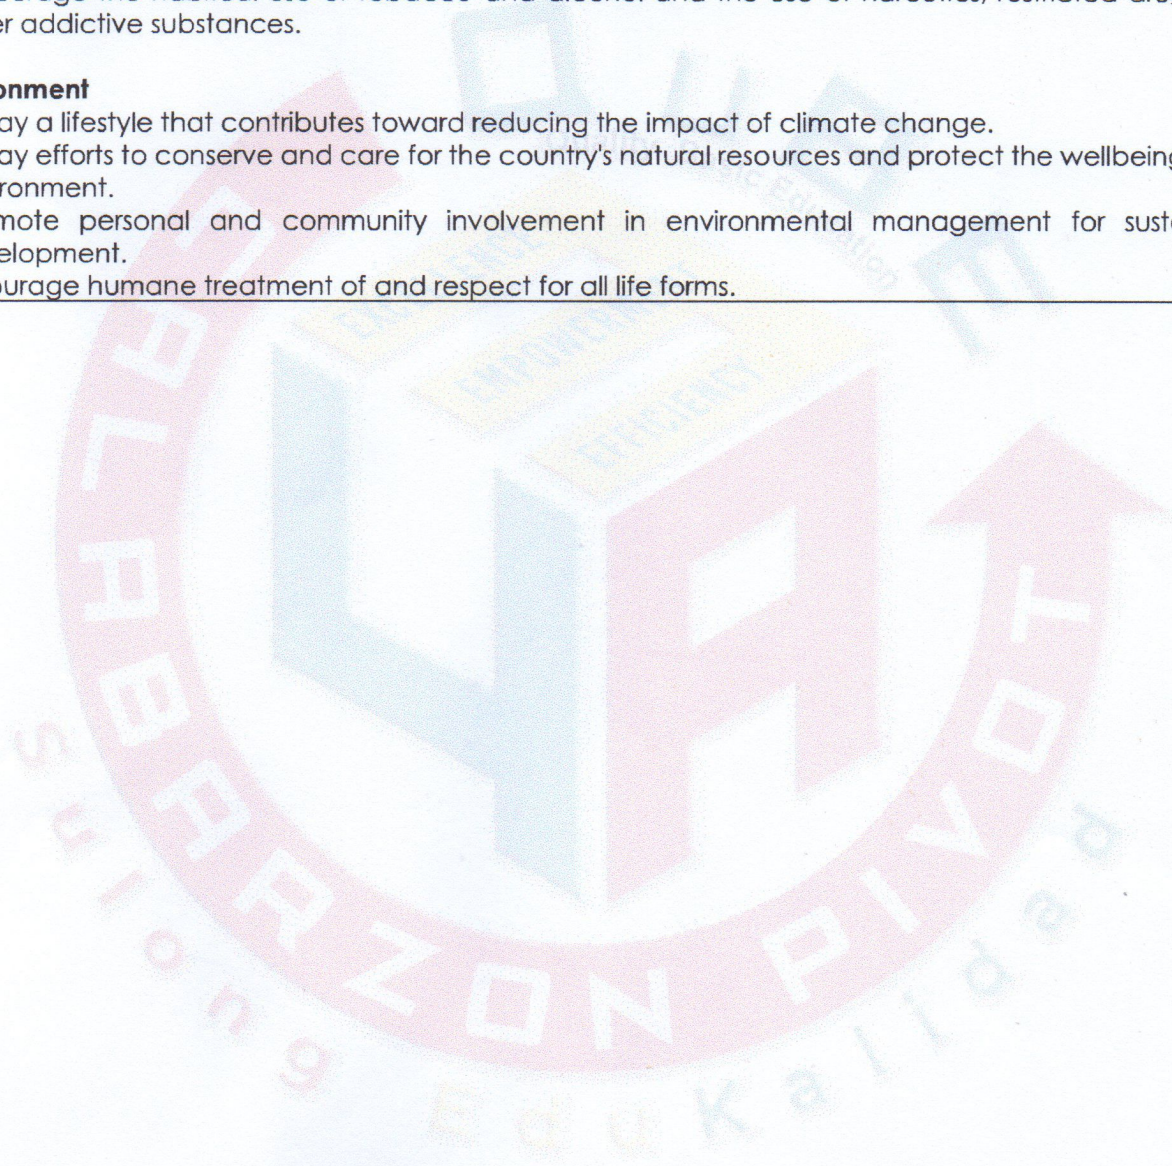 er addictive substances.
onment
ay a lifestyle that contributes toward reducing the impact of climate change.
ay efforts to conserve and care for the country's natural resources and protect the wellbeing
ronment.
mote personal and community involvement in environmental management for sust
elopment.
ourage humane treatment of and respect for all life forms.
EXCELLENCE
EFFICIENCY
CALABARZON PIVOT
Sulong EduKalidad